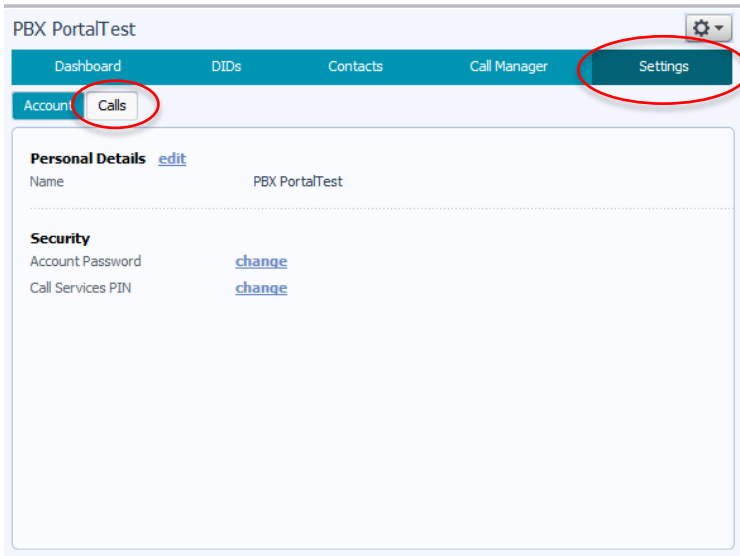 PBX PortalTest
Dashboard DIDs Contacts Call Manager Settings
Account Calls
Personal Details edit
Name PBX PortalTest
Security
Account Password change
Call Services PIN change